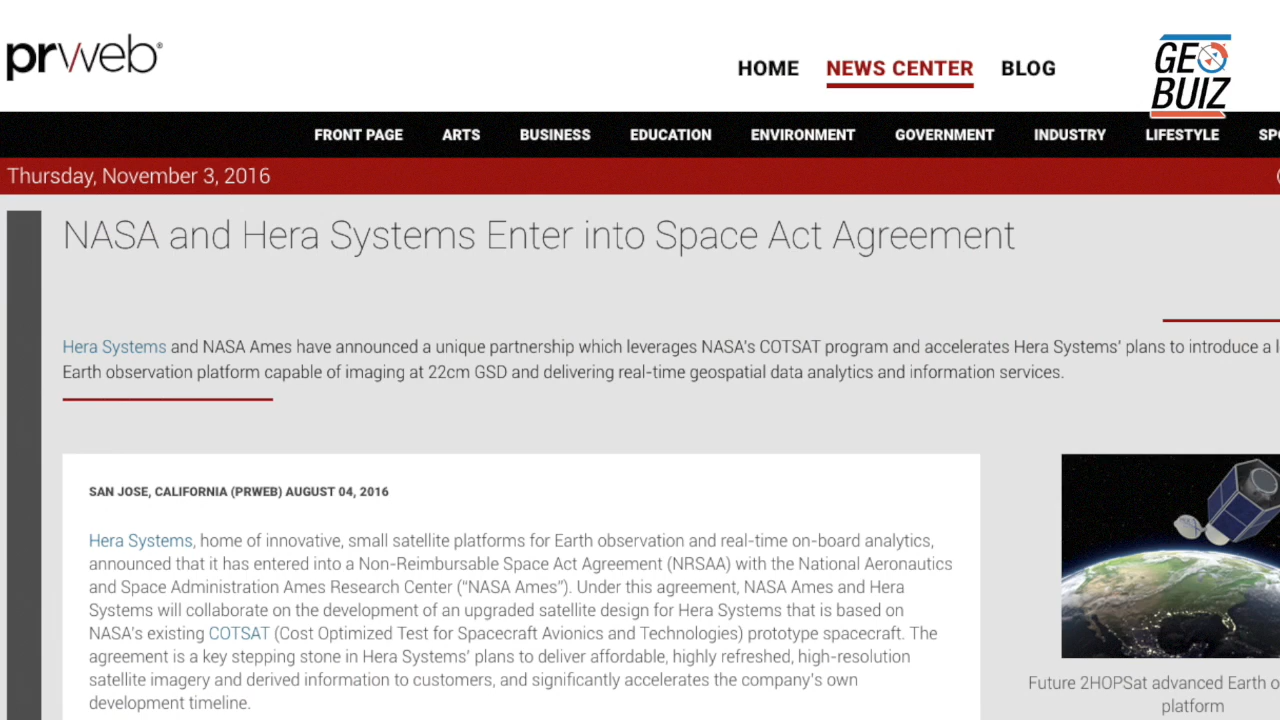 prweb®
HOME NEWS CENTER BLOG
GEO
BUIZ
FRONT PAGE ARTS BUSINESS EDUCATION ENVIRONMENT GOVERNMENT INDUSTRY LIFESTYLE
Thursday, November 3, 2016
NASA and Hera Systems Enter into Space Act Agreement
Hera Systems and NASA Ames have announced a unique partnership which leverages NASA's COTSAT program and accelerates Hera Systems' plans to introduce a
Earth observation platform capable of imaging at 22cm GSD and delivering real-time geospatial data analytics and information services.
SAN JOSE, CALIFORNIA (PRWEB) AUGUST 04, 2016
Hera Systems, home of innovative, small satellite platforms for Earth observation and real-time on-board analytics,
announced that it has entered into a Non-Reimbursable Space Act Agreement (NRSAA) with the National Aeronautics
and Space Administration Ames Research Center (“NASA Ames”). Under this agreement, NASA Ames and Hera
Systems will collaborate on the development of an upgraded satellite design for Hera Systems that is based on
NASA's existing COTSAT (Cost Optimized Test for Spacecraft Avionics and Technologies) prototype spacecraft. The
agreement is a key stepping stone in Hera Systems' plans to deliver affordable, highly refreshed, high-resolution
satellite imagery and derived information to customers, and significantly accelerates the company's own
development timeline.
Future 2HOPSat advanced Earth
platform